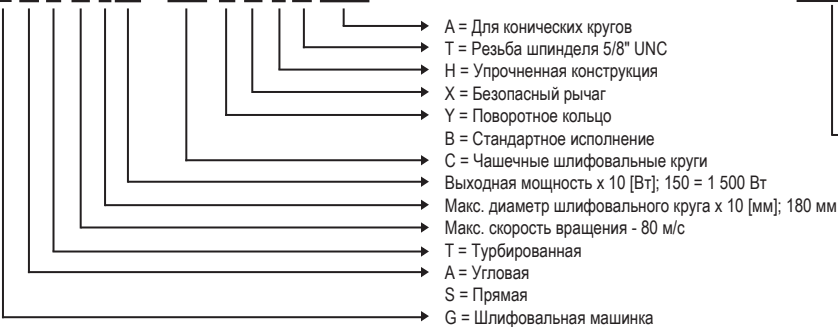 A = Для конических кругов
T = Резьба шпинделя 5/8" UNC
H = Упрочненная конструкция
X = Безопасный рычаг
Y = Поворотное кольцо
B = Стандартное исполнение
C = Чашечные шлифовальные круги
Выходная мощность x 10 [Вт]; 150 = 1 500 Вт
Макс. диаметр шлифовального круга x 10 [мм]; 180 мм
Макс. скорость вращения - 80 м/с
T = Турбированная
A = Угловая
S = Прямая
G = Шлифовальная машинка